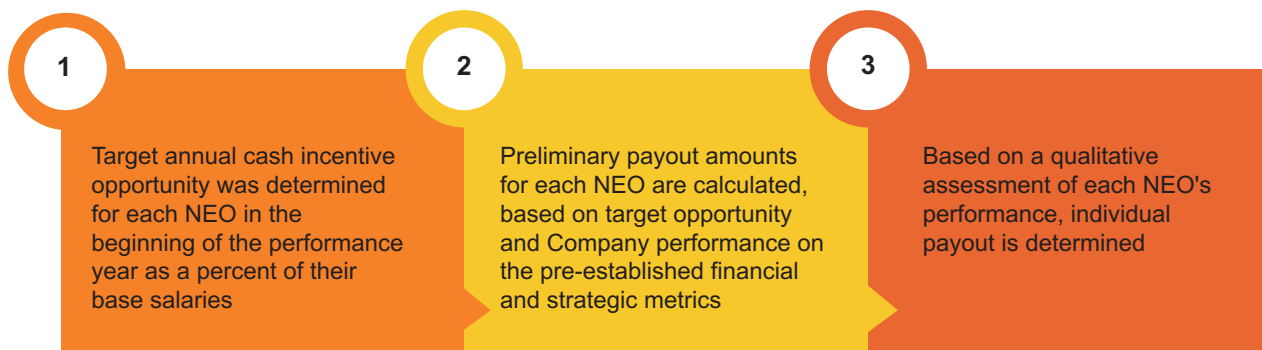 1
Target annual cash incentive
opportunity was determined
for each NEO in the
beginning of the performance
year as a percent of their
base salaries
2
Preliminary payout amounts
for each NEO are calculated,
based on target opportunity
and Company performance on
the pre-established financial
and strategic metrics
3
Based on a qualitative
assessment of each NEO's
performance, individual
payout is determined